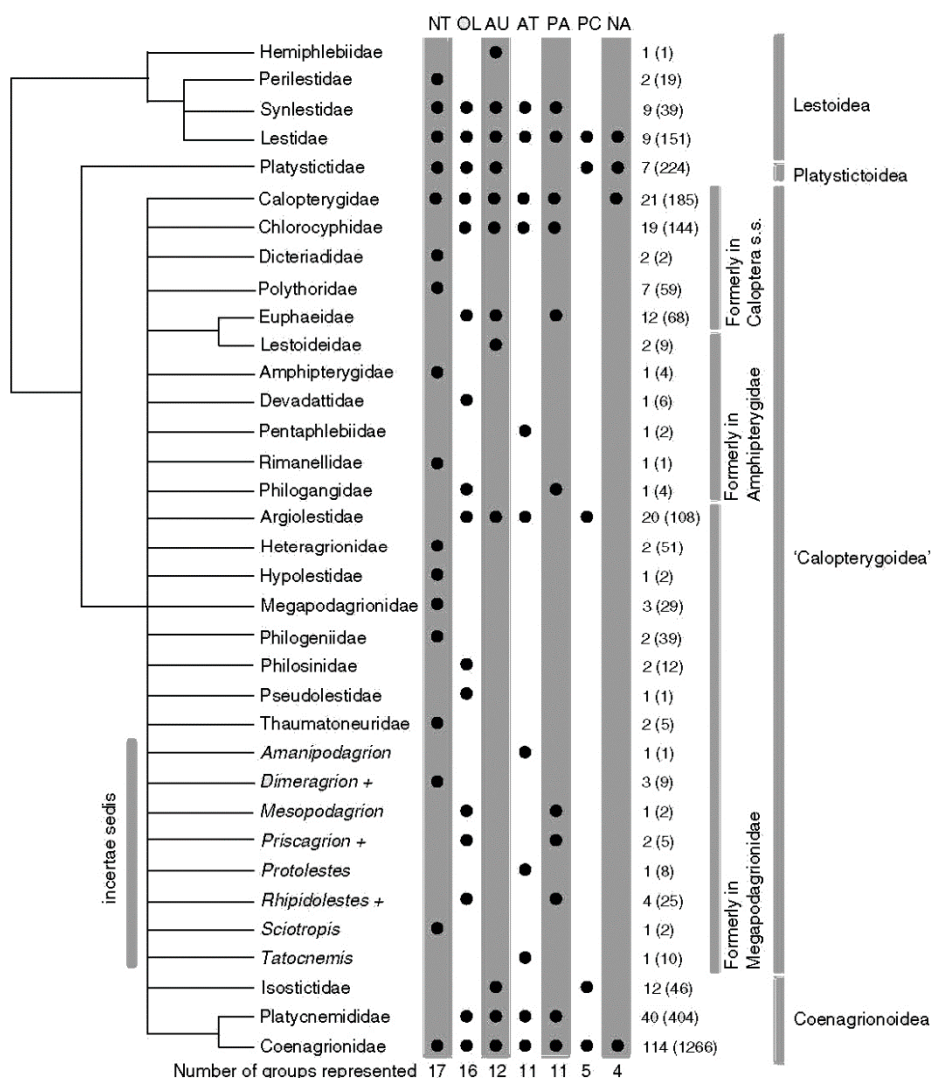 NT OL AU AT PA PC NA
Hemiphlebiidae 1 (1)
Perilestidae 2 (19)
Synlestidae 9 (39)
Lestidae 9 (151)
Lestoidea
Platystictidae 7 (224)
Platystictoidea
Calopterygidae 21 (185)
Chlorocyphidae 19 (144)
Dicteriadidae 2 (2)
Polythoridae 7 (59)
Euphaeidae 12 (68)
Formerly in
Caloptera s.s.
Lestoideidae 2 (9)
Amphipterygidae 1 (4)
Devadattidae 1 (6)
Pentaphlebiidae 1 (2)
Rimanellidae 1 (1)
Philogangidae 1 (4)
Formerly in
Amphipterygidae
Argiolestidae 20 (108)
Heteragrionidae 2 (51)
'Calopterygoidea'
Hypolestidae 1 (2)
Megapodagrionidae 3 (29)
Philogeniidae 2 (39)
Philosinidae 2 (12)
Pseudolestidae 1 (1)
Thaumatoneuridae 2 (5)
Amanipodagrion 1 (1)
Dimeragrion + 3 (9)
Mesopodagrion 1 (2)
Priscagrion + 2 (5)
Protolestes 1 (8)
Rhipidolestes + 4 (25)
Sciotropis 1 (2)
Tatocnemis 1 (10)
incertae sedis
Formerly in
Megapodagrionidae
Isostictidae 12 (46)
Platycnemididae 40 (404)
Coenagrionidae 114 (1266)
Coenagrionoidea
Number of groups represented 17 16 12 11 11 5 4